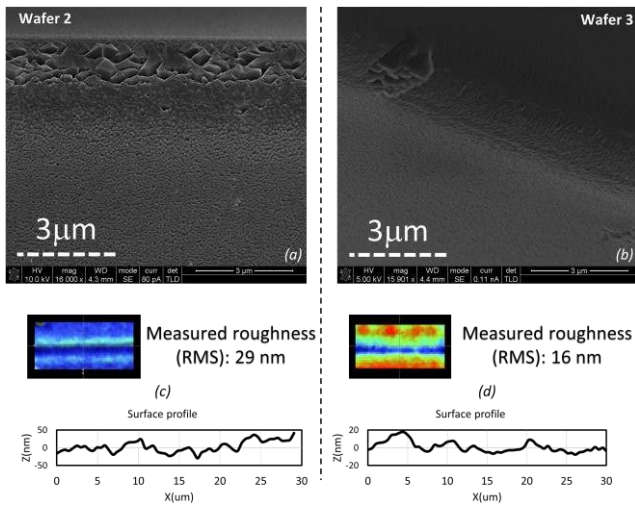 Wafer 2
3μm
(a)
HV mag WD mode curr det
10.0 kV 16 000 x 4.3 mm SE 80 pA TLD
3 μm
Wafer 3
3μm
(b)
HV mag WD mode curr det
5.00 kV 15 901 x 4.4 mm SE 0.11 nA TLD
3 μm
Measured roughness
(RMS): 29 nm
(c)
Surface profile
Z(nm)
50
0
-50
0 5 10 15 20 25 30
X(um)
Measured roughness
(RMS): 16 nm
(d)
Surface profile
Z(nm)
20
0
-20
0 5 10 15 20 25 30
X(um)